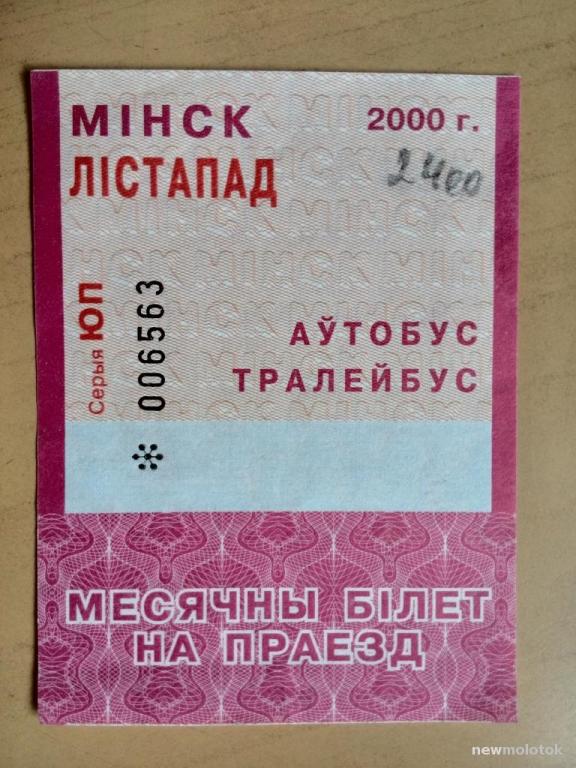 МІНСК
2000 г.
ЛІСТАПАД
2400
Серыя ЮП
006563
АЎТОБУС
ТРАЛЕЙБУС
МЕСЯЧНЫ БІЛЕТ
НА ПРАЕЗД
newmolotok